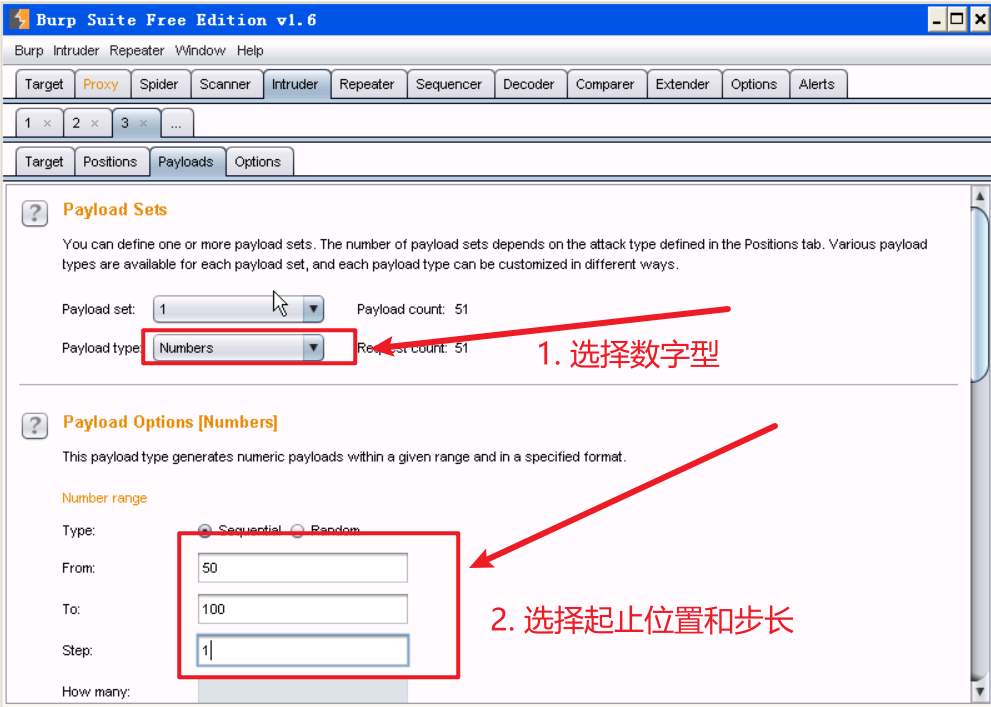 Burp Suite Free Edition v1.6
Burp Intruder Repeater Window Help
Target Proxy Spider Scanner Intruder Repeater Sequencer Decoder Comparer Extender Options Alerts
1 × 2 × 3 × ...
Target Positions Payloads Options
? Payload Sets
You can define one or more payload sets. The number of payload sets depends on the attack type defined in the Positions tab. Various payload
types are available for each payload set, and each payload type can be customized in different ways.
Payload set: 1 Payload count: 51
Payload type: Numbers Request count: 51
1. 选择数字型
? Payload Options [Numbers]
This payload type generates numeric payloads within a given range and in a specified format.
Number range
Type: Sequential Random
From: 50
To: 100
2. 选择起止位置和步长
Step: 1
How many: